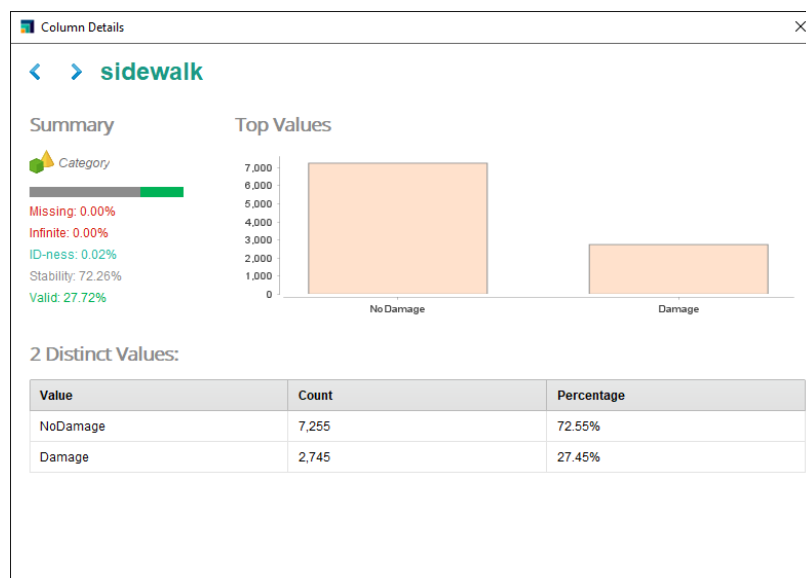 Column Details
sidewalk
Summary
Category
Missing: 0.00%
Infinite: 0.00%
ID-ness: 0.02%
Stability: 72.26%
Valid: 27.72%
Top Values
7,000
6,000
5,000
4,000
3,000
2,000
1,000
0
NoDamage Damage
2 Distinct Values:
Value Count Percentage
NoDamage 7,255 72.55%
Damage 2,745 27.45%